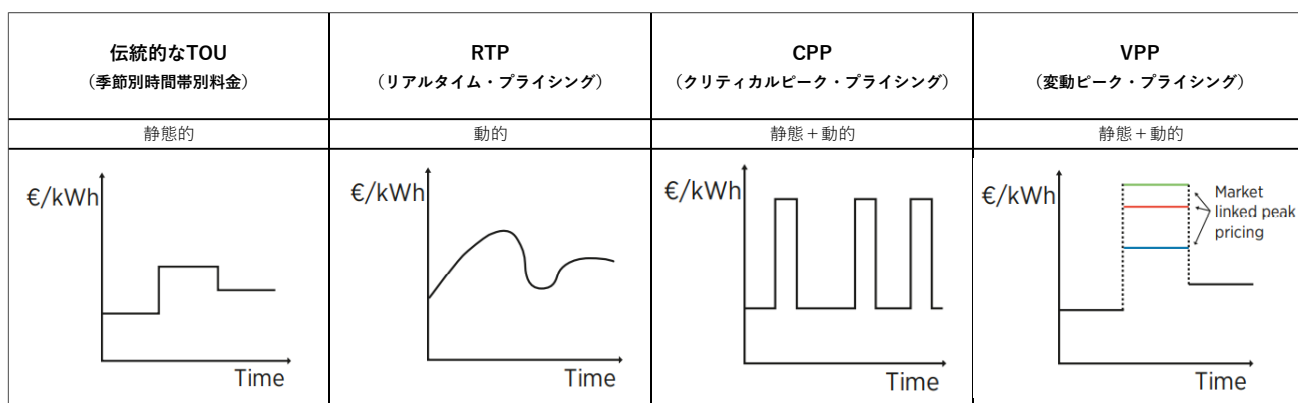 伝統的なTOU
（季節別時間帯別料金）
RTP
（リアルタイム・プライシング）
CPP
（クリティカルピーク・プライシング）
VPP
（変動ピーク・プライシング）
静態的
動的
静態＋動的
静態＋動的
€/kWh
Time
€/kWh
Time
€/kWh
Time
€/kWh
Market
linked peak
pricing
Time